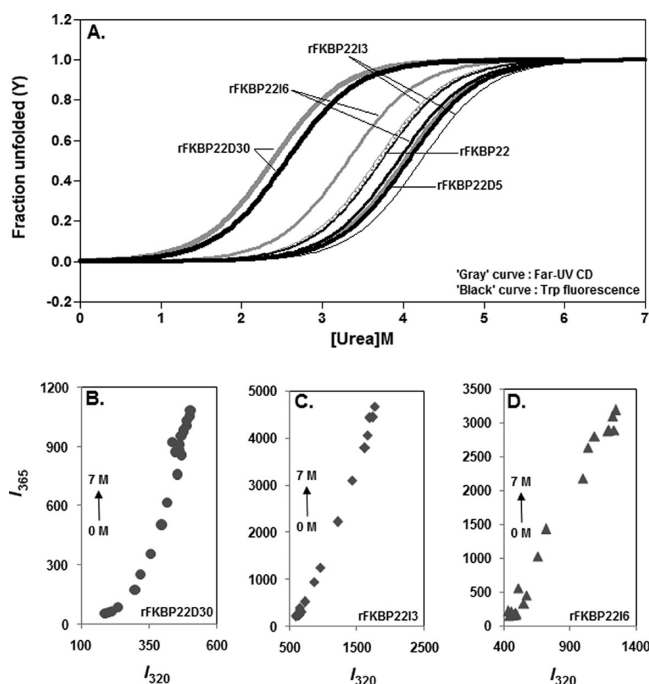 A.
Fraction unfolded (Y)
1.2
1.0
0.8
0.6
0.4
0.2
0.0
-0.2
rFKBP22I3
rFKBP22I6
rFKBP22D30
rFKBP22
rFKBP22D5
'Gray' curve : Far-UV CD
'Black' curve : Trp fluorescence
0 1 2 3 4 5 6 7
[Urea]M
B.
I365
1200
900
600
300
0
7 M
0 M
rFKBP22D30
100 350 600
I320
C.
5000
4000
3000
2000
1000
0
7 M
0 M
rFKBP22I3
500 1500 2500
I320
D.
3500
3000
2500
2000
1500
1000
500
0
7 M
0 M
rFKBP22I6
400 900 1400
I320